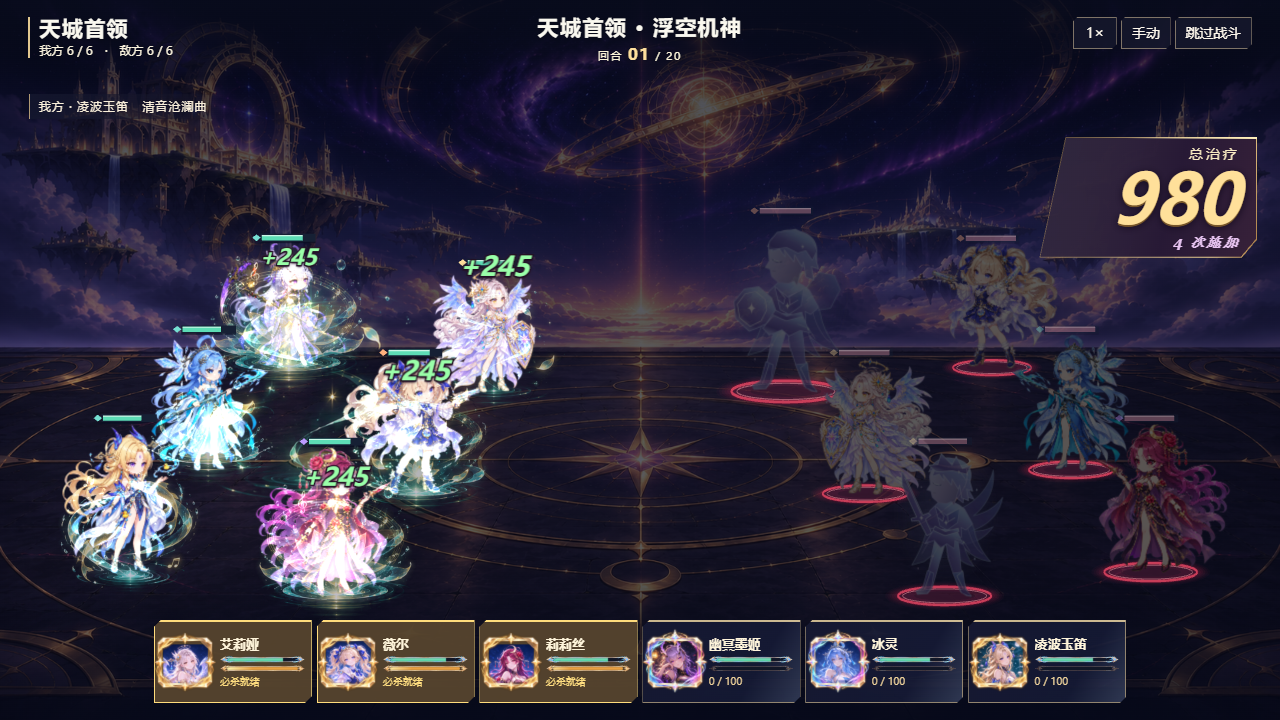 天城首领
我方 6 / 6 · 敌方 6 / 6
天城首领 · 浮空机神
回合 01 / 20
1×
手动
跳过战斗
我方 · 凌波玉笛 清音沧澜曲
总治疗
980
4 次施加
+245
+245
+245
+245
艾莉娅
必杀就绪
薇尔
必杀就绪
莉莉丝
必杀就绪
幽冥墨姬
0 / 100
冰灵
0 / 100
凌波玉笛
0 / 100